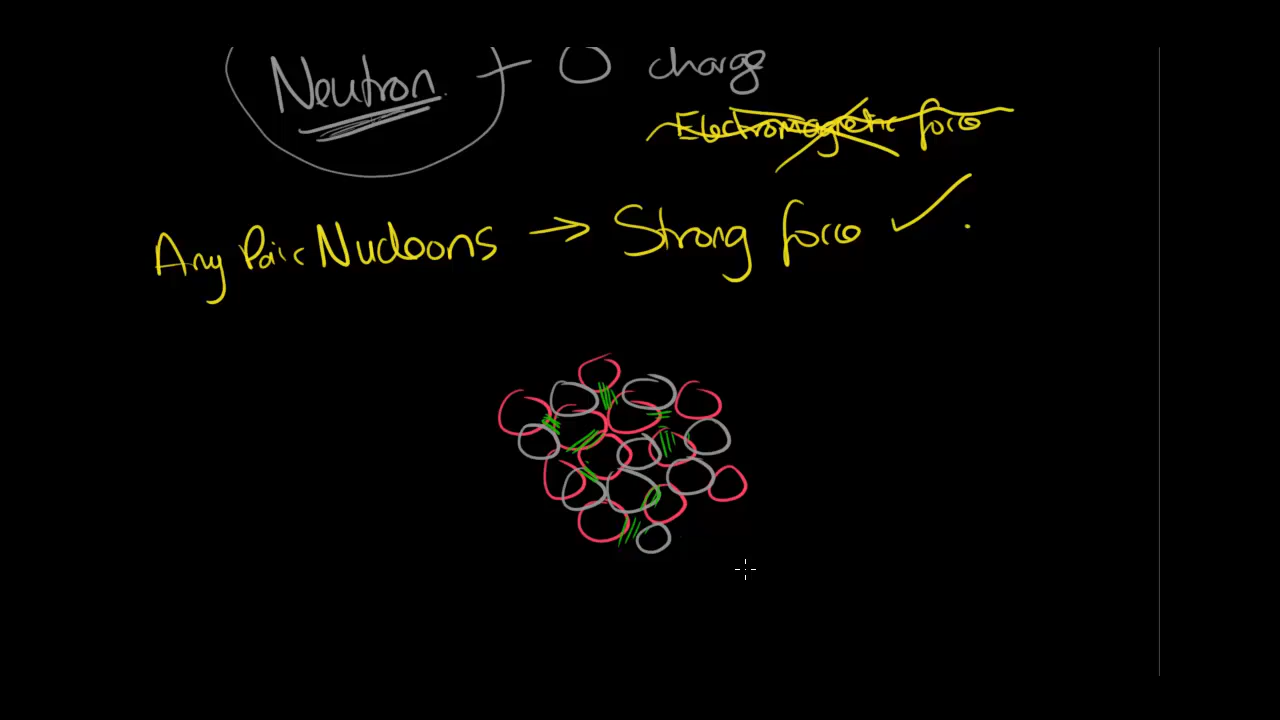 Neutron → 0 charge
Electromagnetic force
Any Pair Nucleons → Strong force ✓.